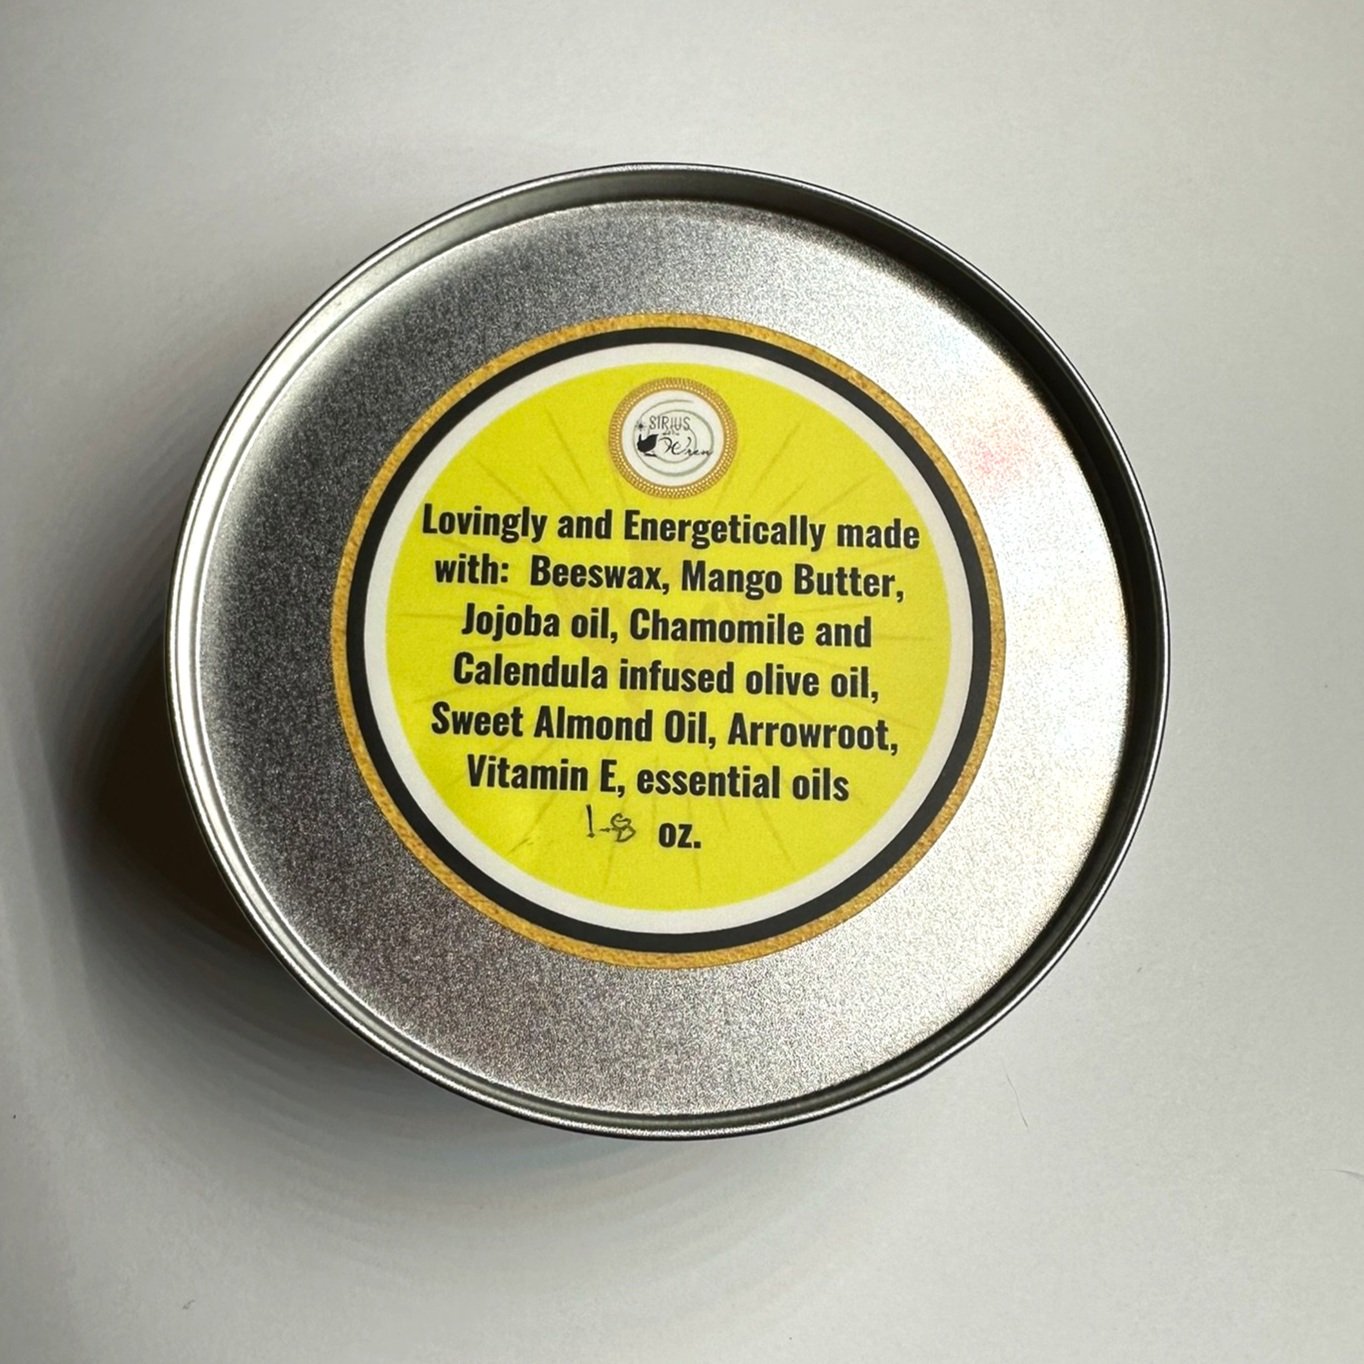 SIRIUS
Wren
Lovingly and Energetically made
with: Beeswax, Mango Butter,
Jojoba oil, Chamomile and
Calendula infused olive oil,
Sweet Almond Oil, Arrowroot,
Vitamin E, essential oils
1-8 oz.